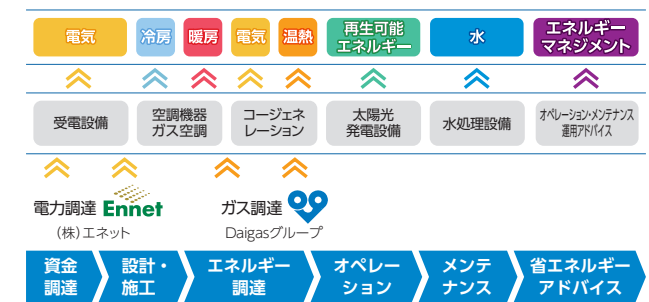 電気
冷房
暖房
電気
温熱
再生可能
エネルギー
水
エネルギー
マネジメント
受電設備
空調機器
ガス空調
コージェネ
レーション
太陽光
発電設備
水処理設備
オペレーション・メンテナンス
運用アドバイス
電力調達 Ennet
(株)エネット
ガス調達
Daigasグループ
資金
調達
設計・
施工
エネルギー
調達
オペレー
ション
メンテ
ナンス
省エネルギー
アドバイス